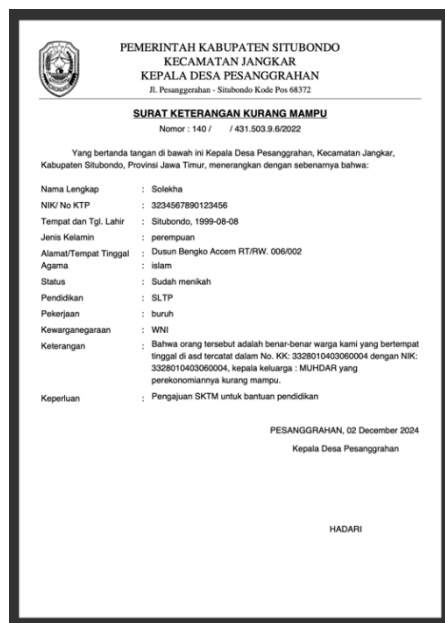 PEMERINTAH KABUPATEN SITUBONDO
KECAMATAN JANGKAR
KEPALA DESA PESANGGRAHAN
Jl. Pesanggerahan - Situbondo Kode Pos 68372
SURAT KETERANGAN KURANG MAMPU
Nomor : 140 / / 431.503.9.6/2022
Yang bertanda tangan di bawah ini Kepala Desa Pesanggrahan, Kecamatan Jangkar,
Kabupaten Situbondo, Provinsi Jawa Timur, menerangkan dengan sebenarnya bahwa:
Nama Lengkap : Solekha
NIK/ No KTP : 3234567890123456
Tempat dan Tgl. Lahir : Situbondo, 1999-08-08
Jenis Kelamin : perempuan
Alamat/Tempat Tinggal : Dusun Bengko Accem RT/RW. 006/002
Agama : islam
Status : Sudah menikah
Pendidikan : SLTP
Pekerjaan : buruh
Kewarganegaraan : WNI
Keterangan : Bahwa orang tersebut adalah benar-benar warga kami yang bertempat
tinggal di asd tercatat dalam No. KK: 3328010403060004 dengan NIK:
3328010403060004, kepala keluarga : MUHDAR yang
perekonomiannya kurang mampu.
Keperluan : Pengajuan SKTM untuk bantuan pendidikan
PESANGGRAHAN, 02 December 2024
Kepala Desa Pesanggrahan
HADARI